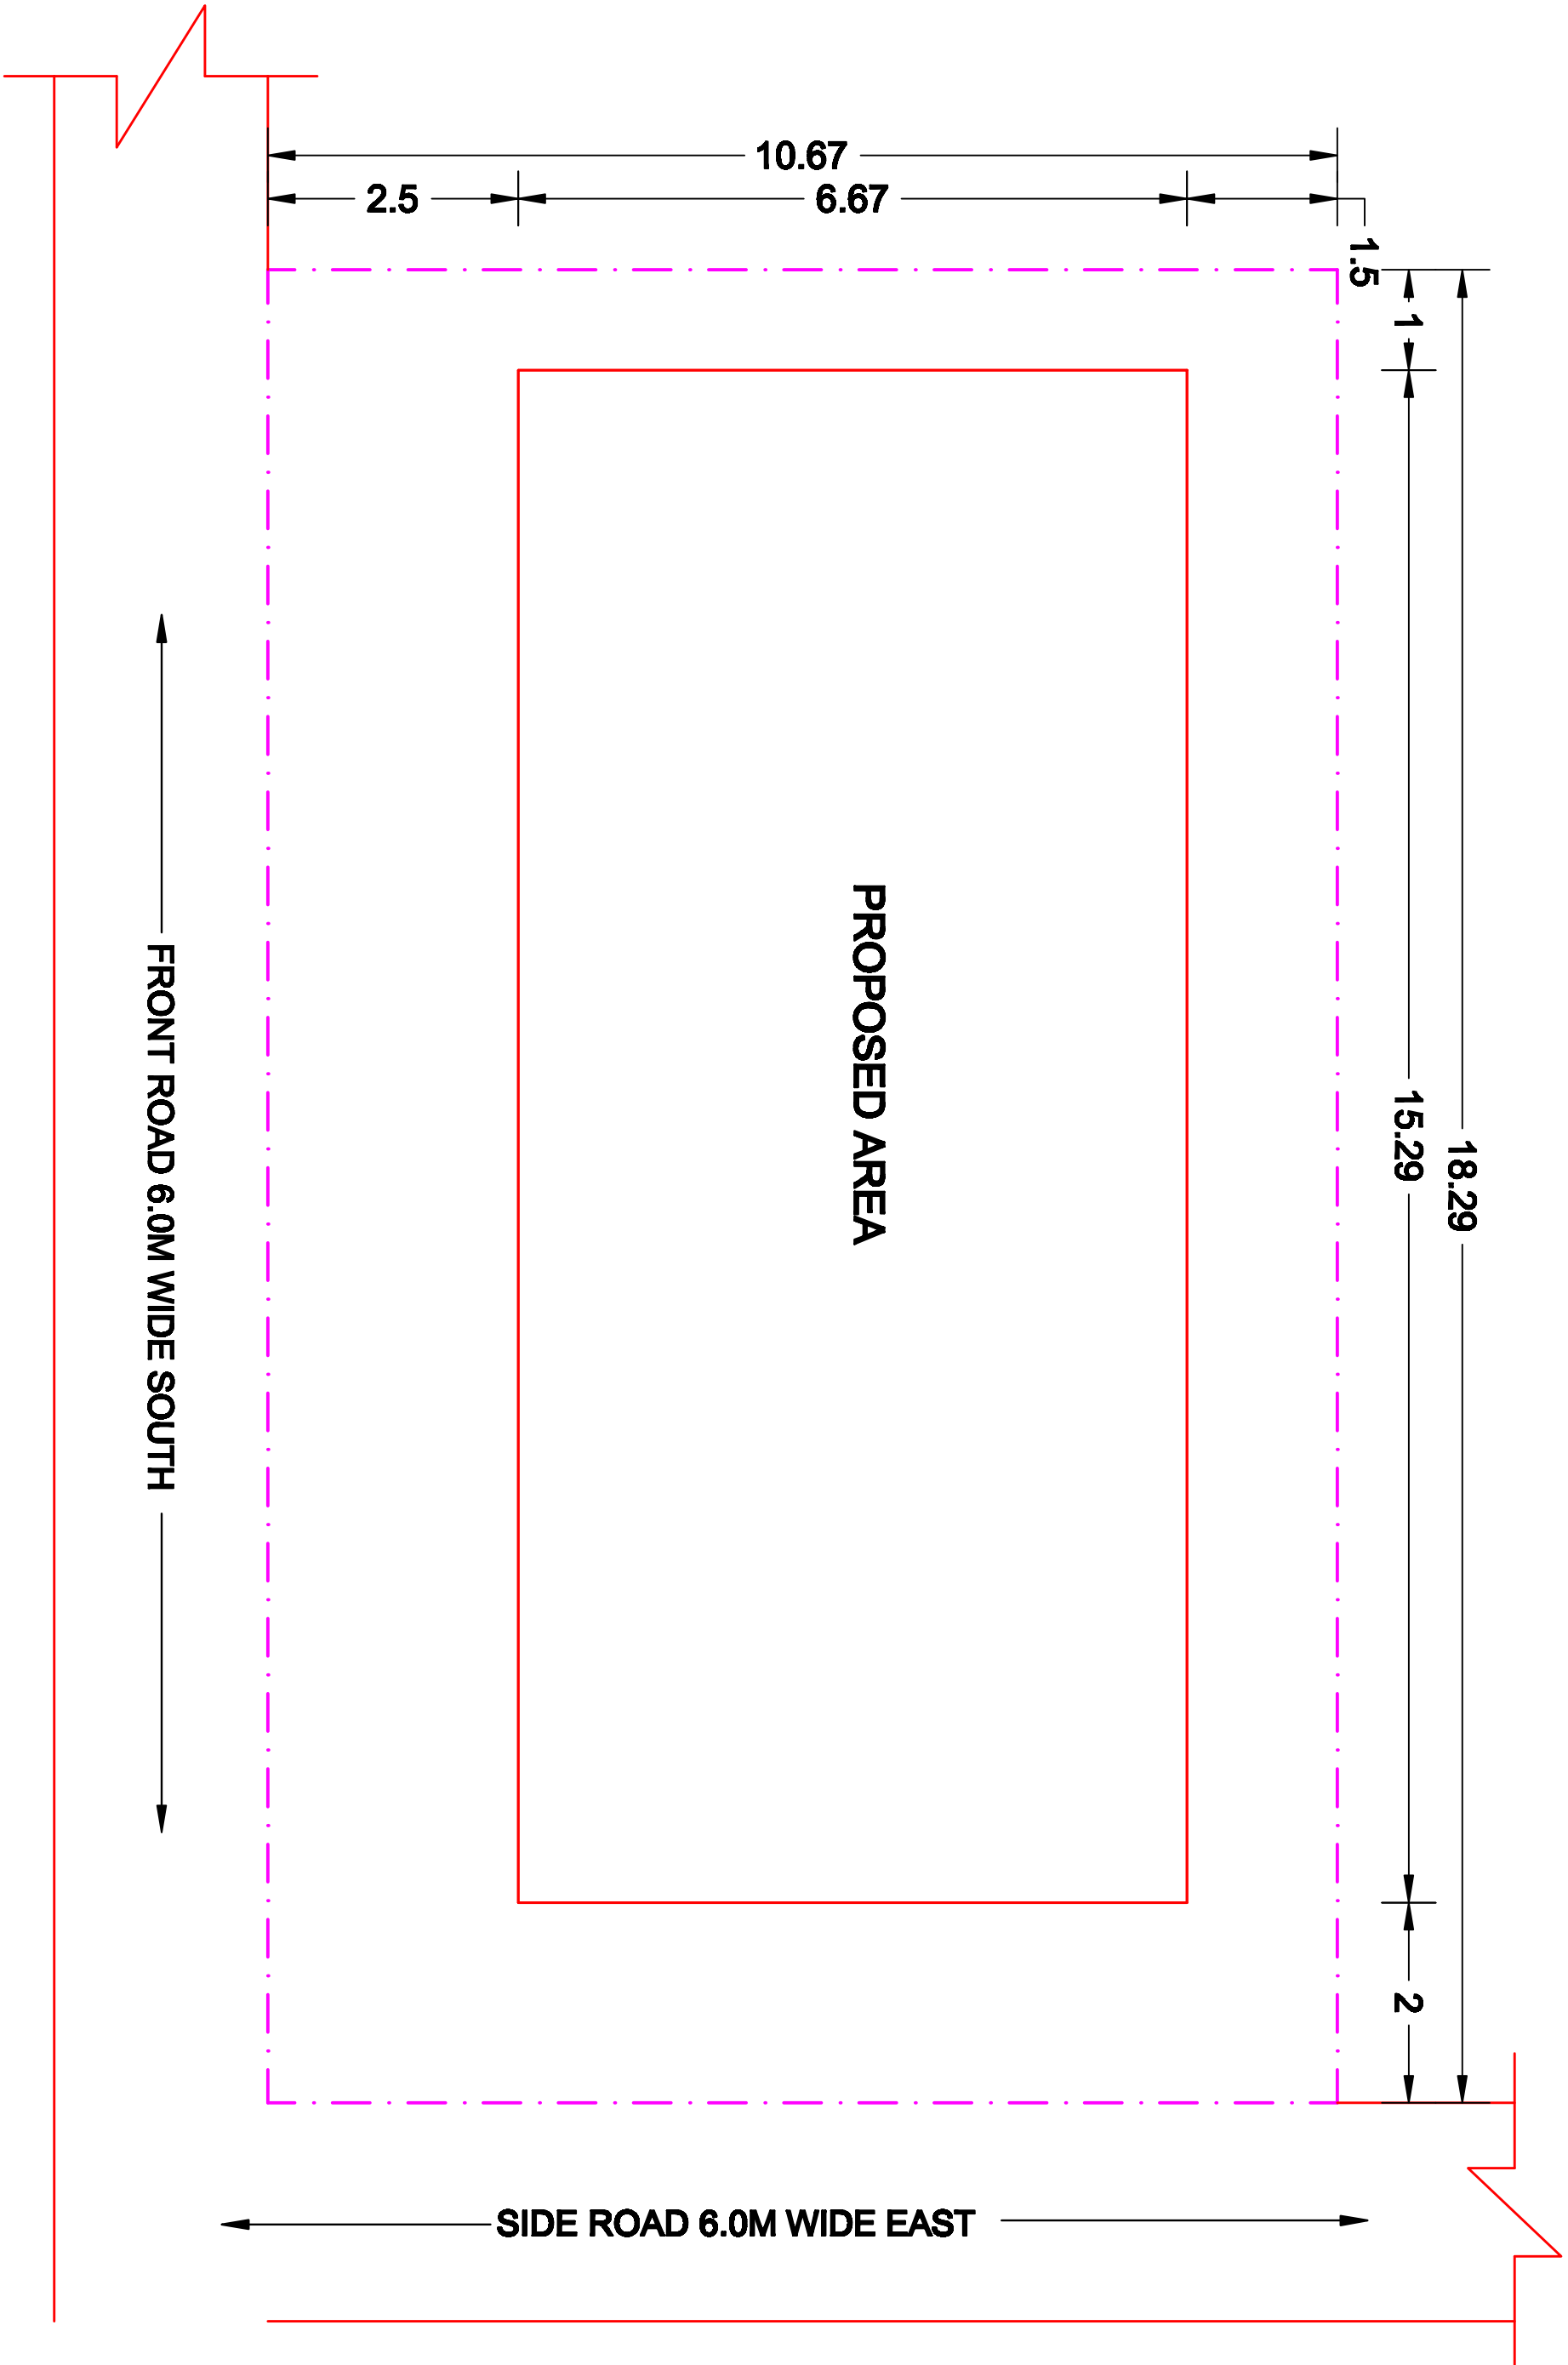 10.67
2.5
6.67
1.5
1
15.29
18.29
2
PROPOSED AREA
FRONT ROAD 6.0M WIDE SOUTH
SIDE ROAD 6.0M WIDE EAST